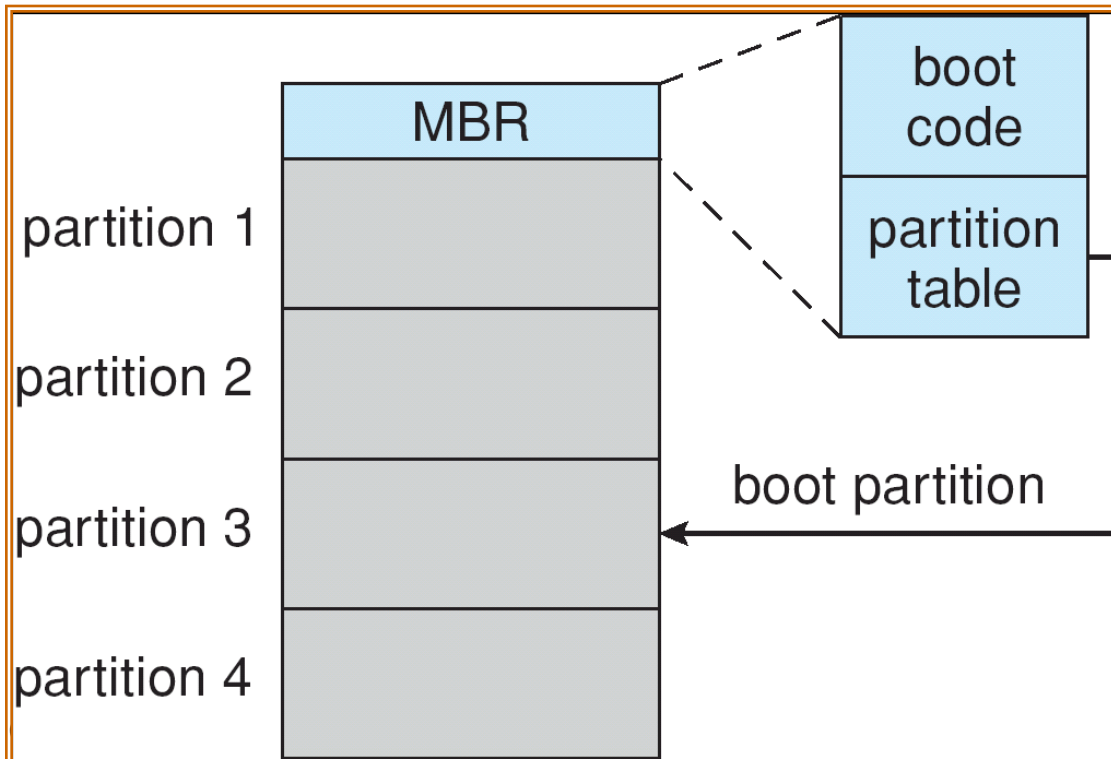 MBR
boot
code
partition
table
partition 1
partition 2
boot partition
partition 3
partition 4